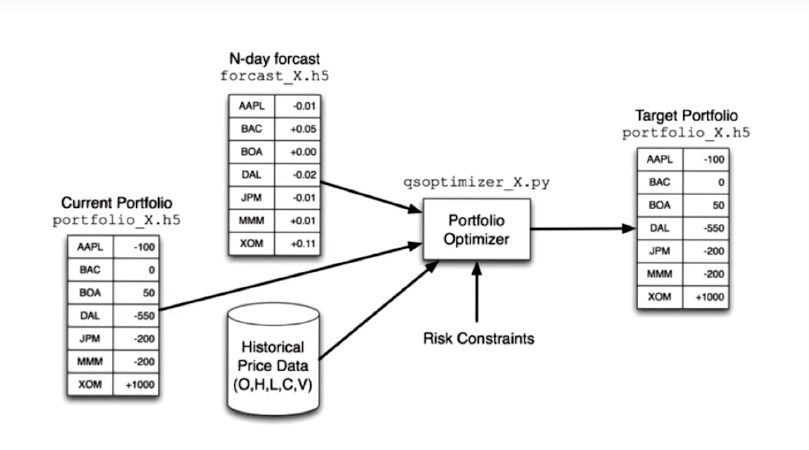 N-day forcast
forcast_X.h5
AAPL -0.01
BAC +0.05
BOA +0.00
DAL -0.02
JPM -0.01
MMM +0.01
XOM +0.11
Current Portfolio
portfolio_X.h5
AAPL -100
BAC 0
BOA 50
DAL -550
JPM -200
MMM -200
XOM +1000
Historical
Price Data
(O,H,L,C,V)
qsoptimizer_X.py
Portfolio
Optimizer
Risk Constraints
Target Portfolio
portfolio_X.h5
AAPL -100
BAC 0
BOA 50
DAL -550
JPM -200
MMM -200
XOM +1000